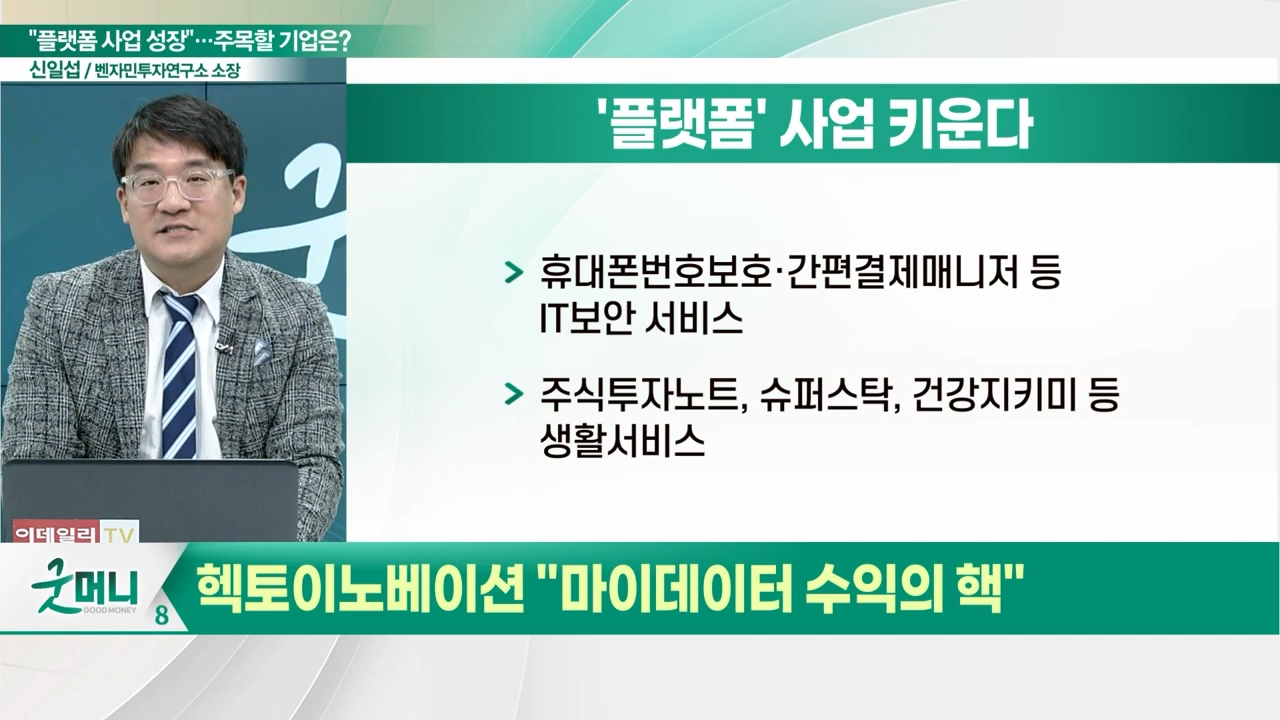 "플랫폼 사업 성장"…주목할 기업은?
신일섭 / 벤자민투자연구소 소장
'플랫폼' 사업 키운다
> 휴대폰번호보호·간편결제매니저 등
IT보안 서비스
> 주식투자노트, 슈퍼스탁, 건강지키미 등
생활서비스
이데일리 TV
굿머니
GOOD MONEY
8
헥토이노베이션 "마이데이터 수익의 핵"